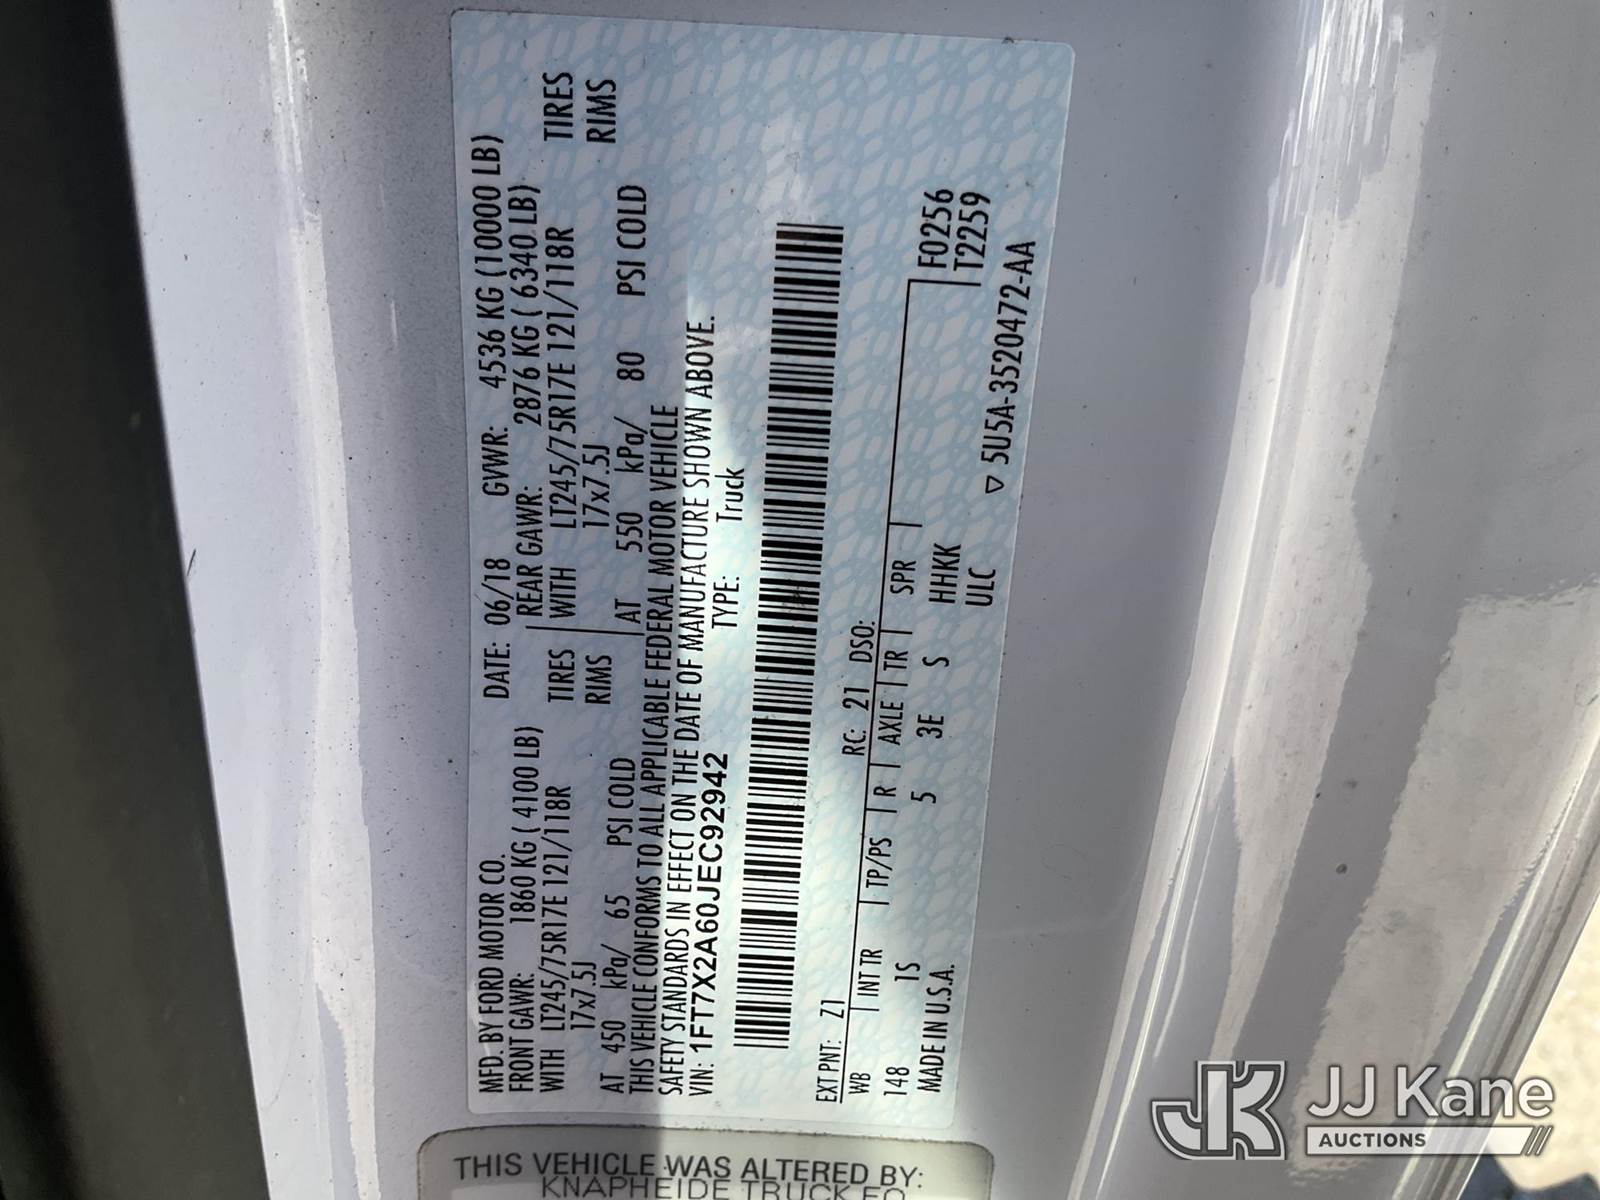 MFD. BY FORD MOTOR CO. DATE: 06/18 GVWR: 4536 KG (10000 LB)
FRONT GAWR: 1860 KG ( 4100 LB) REAR GAWR: 2876 KG ( 6340 LB)
WITH LT245/75R17E 121/118R TIRES WITH LT245/75R17E 121/118R TIRES
17x7.5J RIMS 17x7.5J RIMS
AT 450 kPa/ 65 PSI COLD AT 550 kPa/ 80 PSI COLD
THIS VEHICLE CONFORMS TO ALL APPLICABLE FEDERAL MOTOR VEHICLE
SAFETY STANDARDS IN EFFECT ON THE DATE OF MANUFACTURE SHOWN ABOVE.
VIN: 1FT7X2A60JEC92942 TYPE: Truck
EXT PNT: Z1 RC: 21 DSO:
WB INT TR TP/PS R AXLE TR SPR F0256
148 1S 5 3E S HHKK T2259
MADE IN U.S.A. ULC
▽ 5U5A-3520472-AA
THIS VEHICLE WAS ALTERED BY:
KNAPHEIDE TRUCK EQ
JK JJ Kane
AUCTIONS